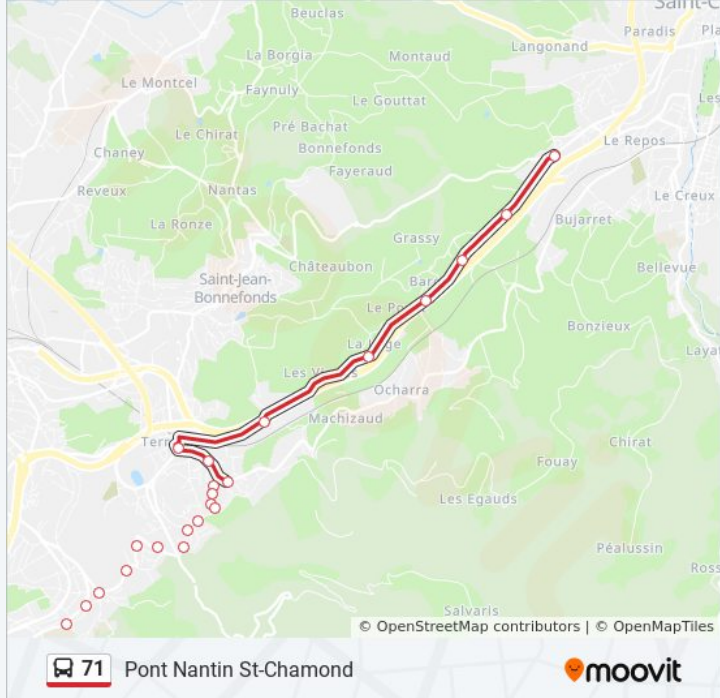 Saint-C
Beuclas
Paradis
Pla
Langonand
La Borgia
Montaud
Le Montcel
Faynuly
Le Gouttat
Les
Pré Bachat
Le Chirat
Bonnefonds
Le Repos
Chaney
Fayeraud
Reveux
Nantas
Le Creux
La Ronze
Bujarret
Grassy
Châteaubon
Bellevue
Saint-Jean-
Bonnefonds
Bar
Le Po
Bonzieux
La
ge
Laya
Les V
Ocharra
Machizaud
Terr
Chirat
Fouay
Les Egauds
Péalussin
Ross
Salvaris
© OpenStreetMap contributors | © OpenMapTiles
71 Pont Nantin St-Chamond
moovit